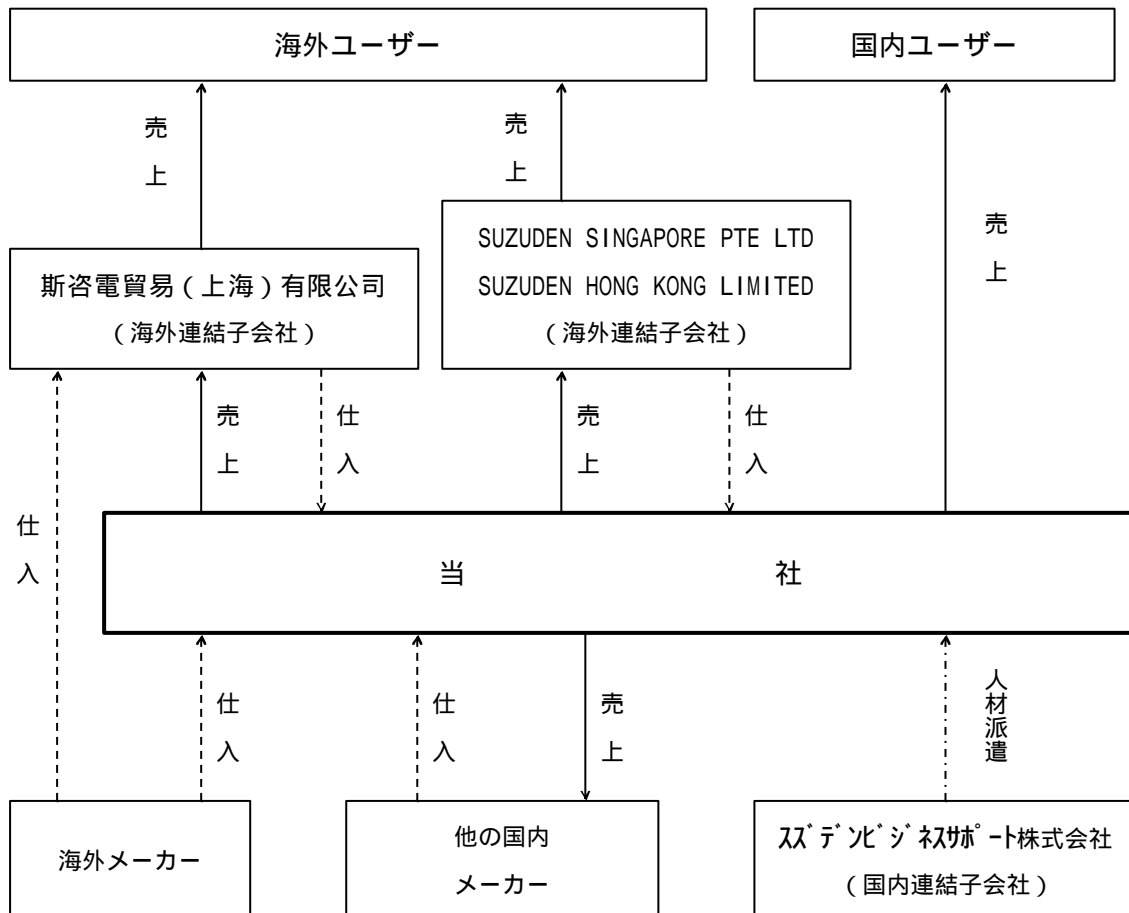 海外ユーザー
国内ユーザー
売上
売上
売上
斯咨電貿易(上海)有限公司
(海外連結子会社)
SUZUDEN SINGAPORE PTE LTD
SUZUDEN HONG KONG LIMITED
(海外連結子会社)
売上
仕入
売上
仕入
仕入
当社
仕入
仕入
売上
人材派遣
海外メーカー
他の国内
メーカー
スズデンビジネスサポート株式会社
(国内連結子会社)